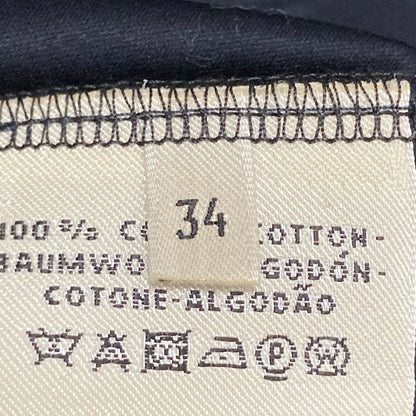 34
100 % CO COTTON-
BAUMWO GODÓN-
COTONE-ALGODÃO
P W